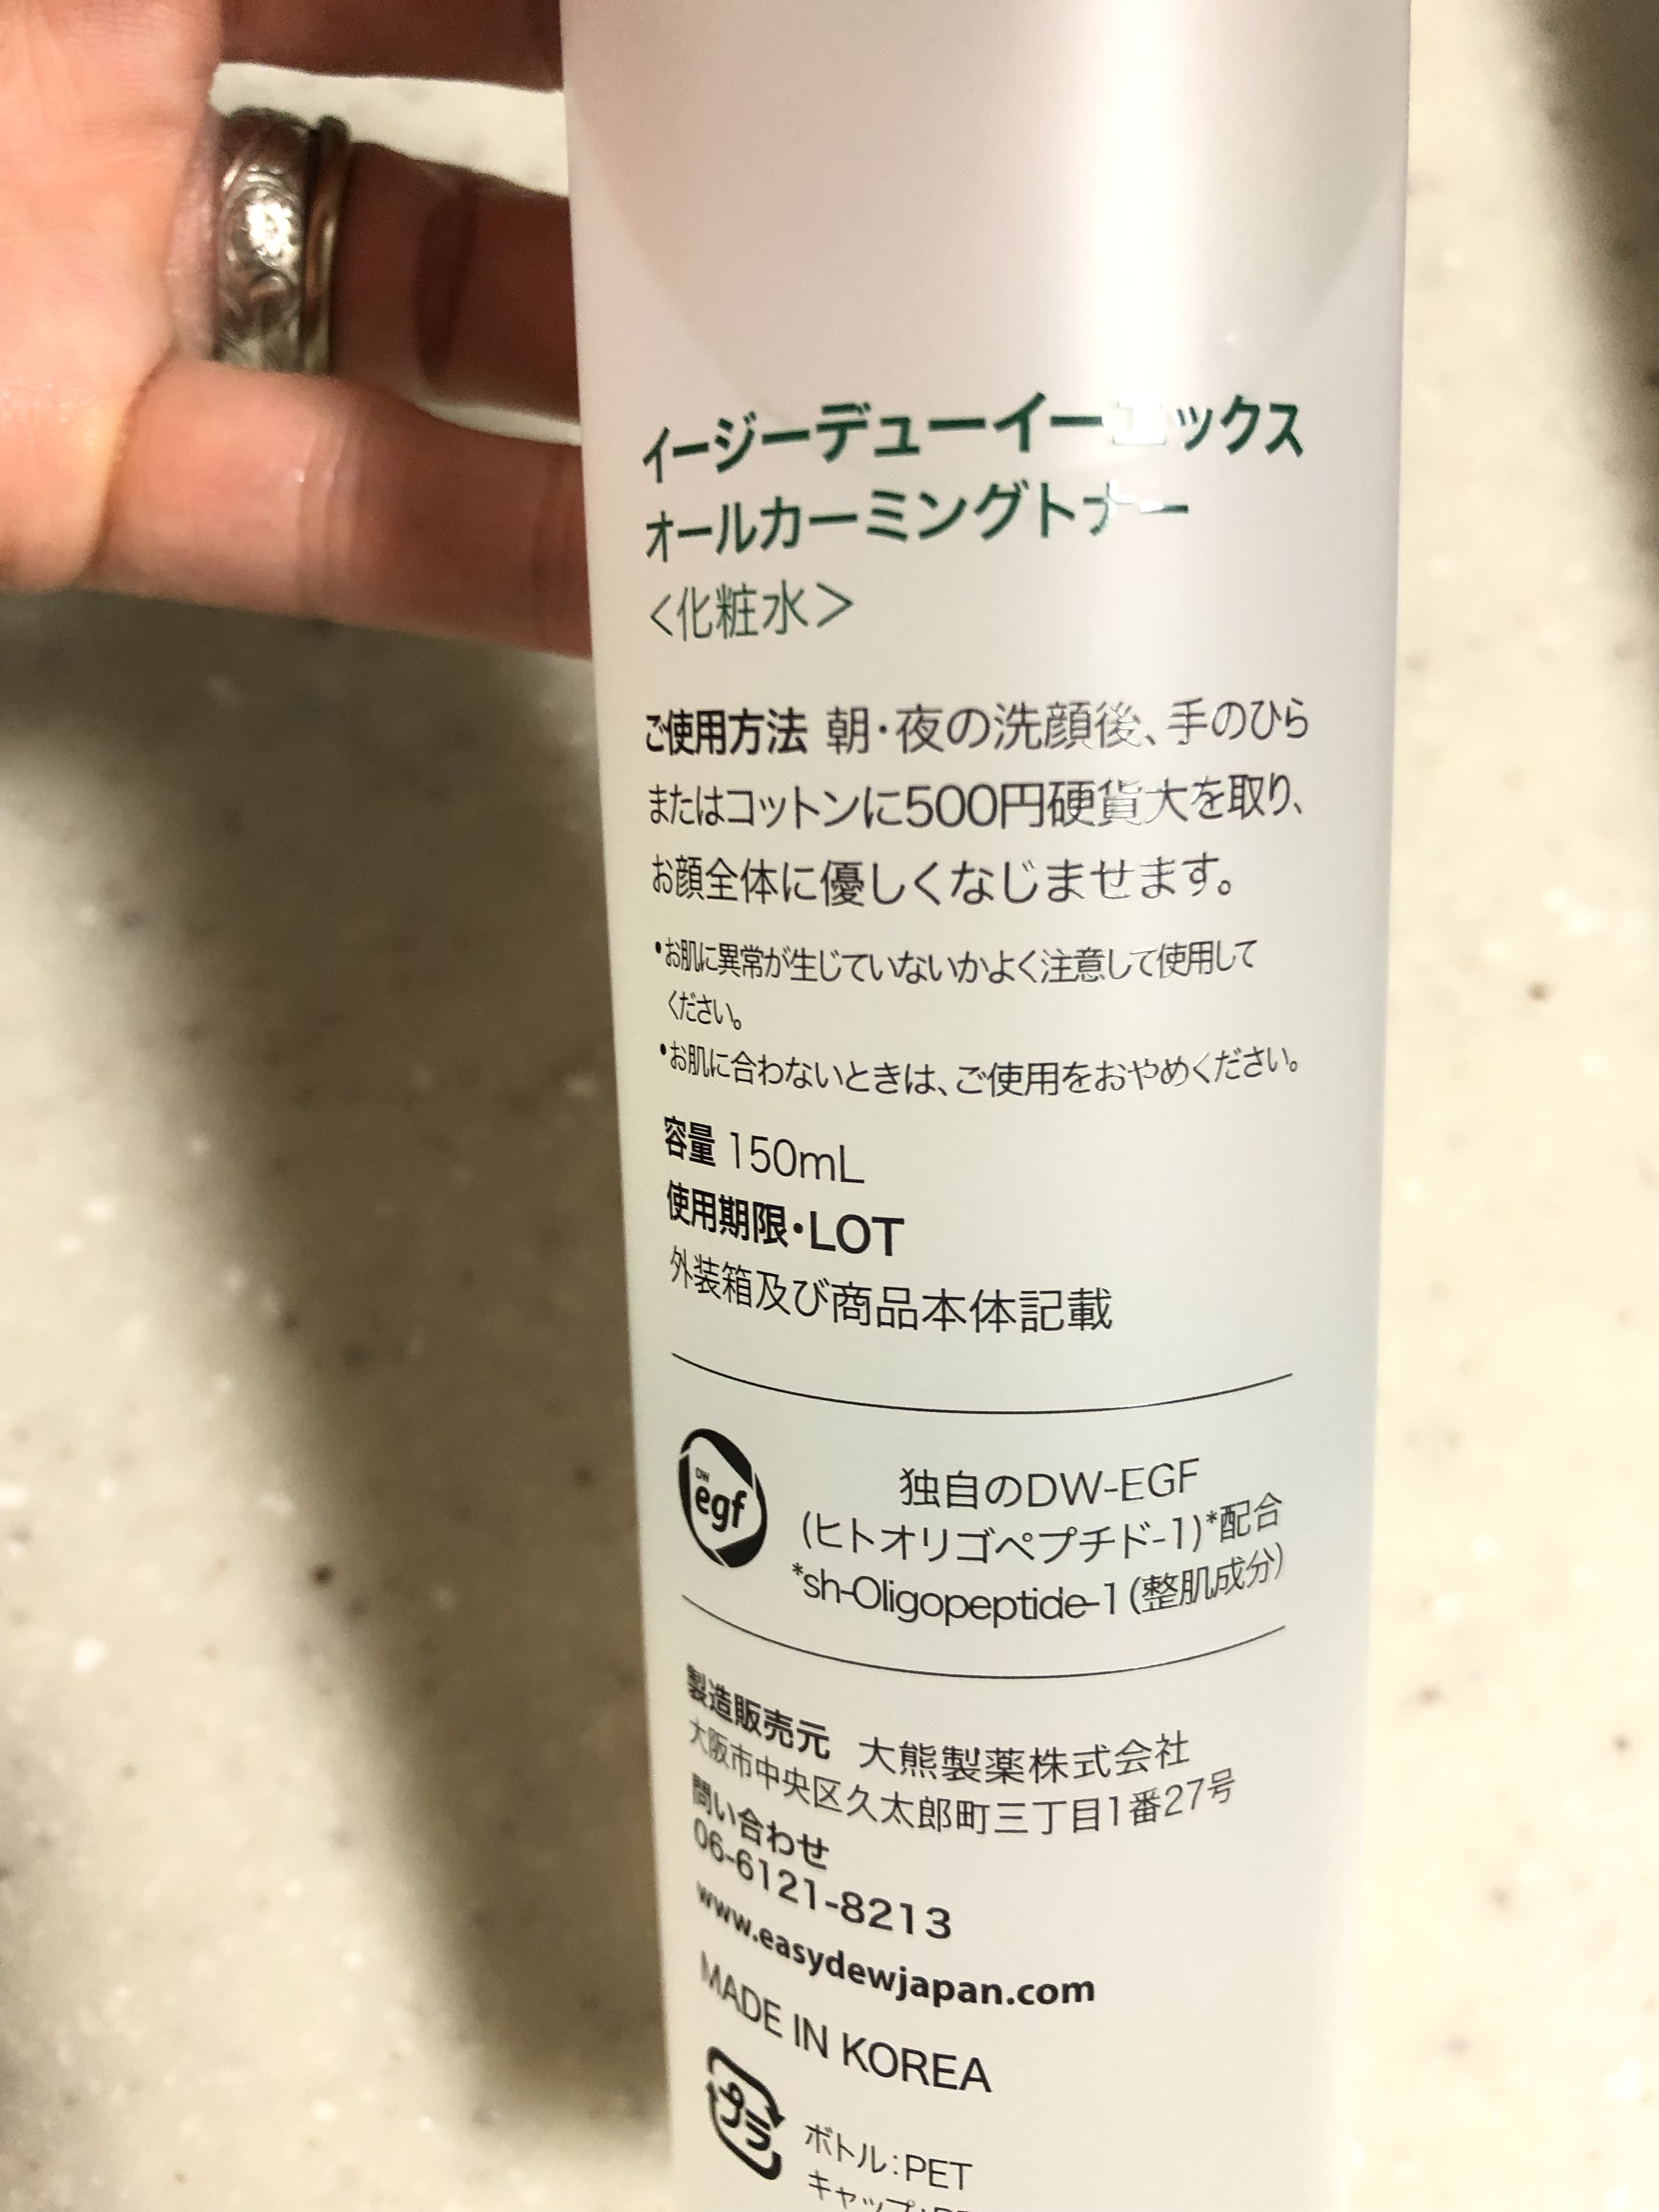 イージーデューイーエックス
オールカーミングトナー
＜化粧水＞
ご使用方法 朝・夜の洗顔後、手のひら
またはコットンに500円硬貨大を取り、
お顔全体に優しくなじませます。
•お肌に異常が生じていないかよく注意して使用して
ください。
•お肌に合わないときは、ご使用をおやめください。
容量 150mL
使用期限・LOT
外装箱及び商品本体記載
DW
egf
独自のDW-EGF
(ヒトオリゴペプチド-1)*配合
*sh-Oligopeptide-1 (整肌成分)
製造販売元 大熊製薬株式会社
大阪市中央区久太郎町三丁目1番27号
問い合わせ
06-6121-8213
www.easydewjapan.com
MADE IN KOREA
プラ
ボトル：PET
キャップ：